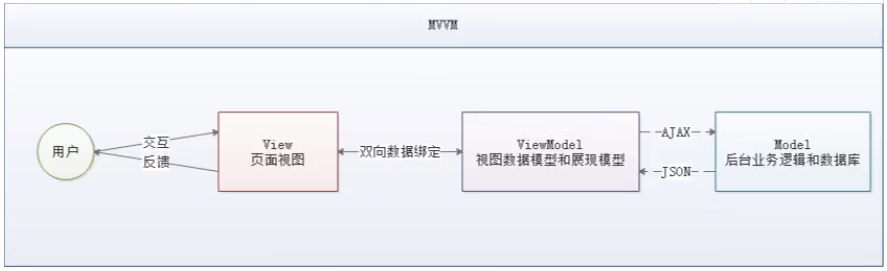 MVVM
用户
交互
反馈
View
页面视图
双向数据绑定
ViewModel
视图数据模型和展现模型
AJAX
JSON
Model
后台业务逻辑和数据库